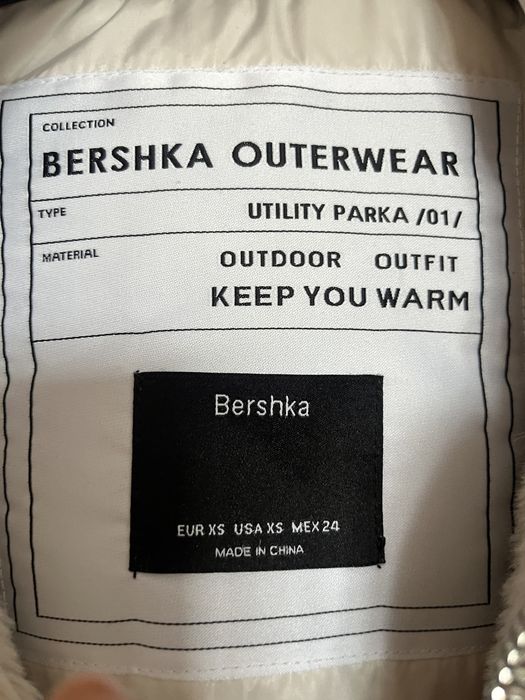 COLLECTION
BERSHKA OUTERWEAR
TYPE
UTILITY PARKA /01/
MATERIAL
OUTDOOR OUTFIT
KEEP YOU WARM
Bershka
EUR XS USA XS MEX 24
MADE IN CHINA